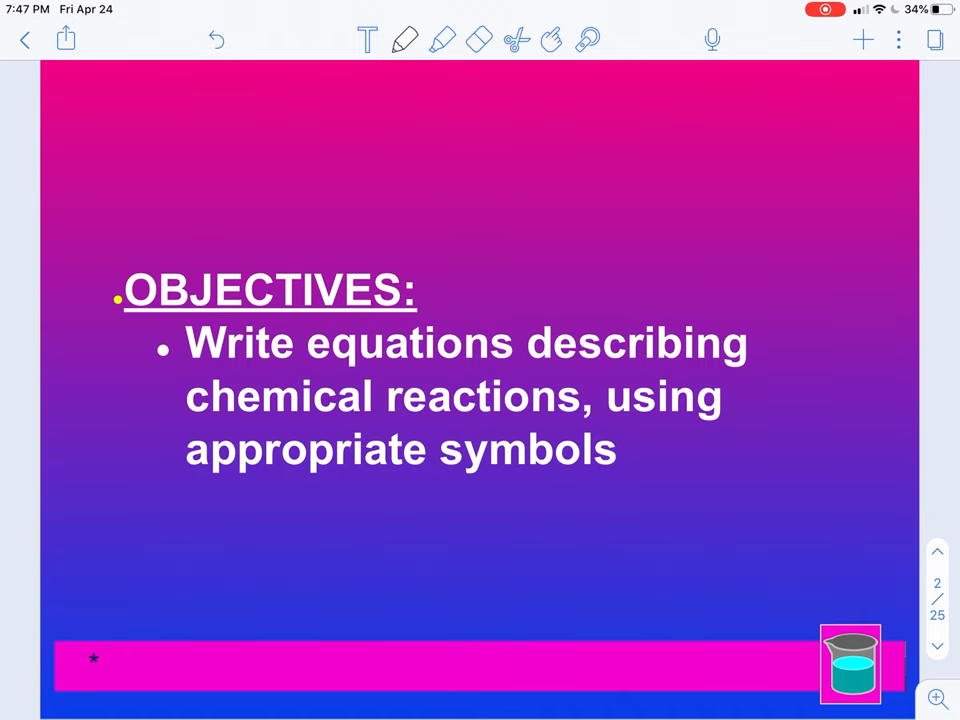 7:47 PM Fri Apr 24
34%
T
• OBJECTIVES:
• Write equations describing
chemical reactions, using
appropriate symbols
2
/
25
*